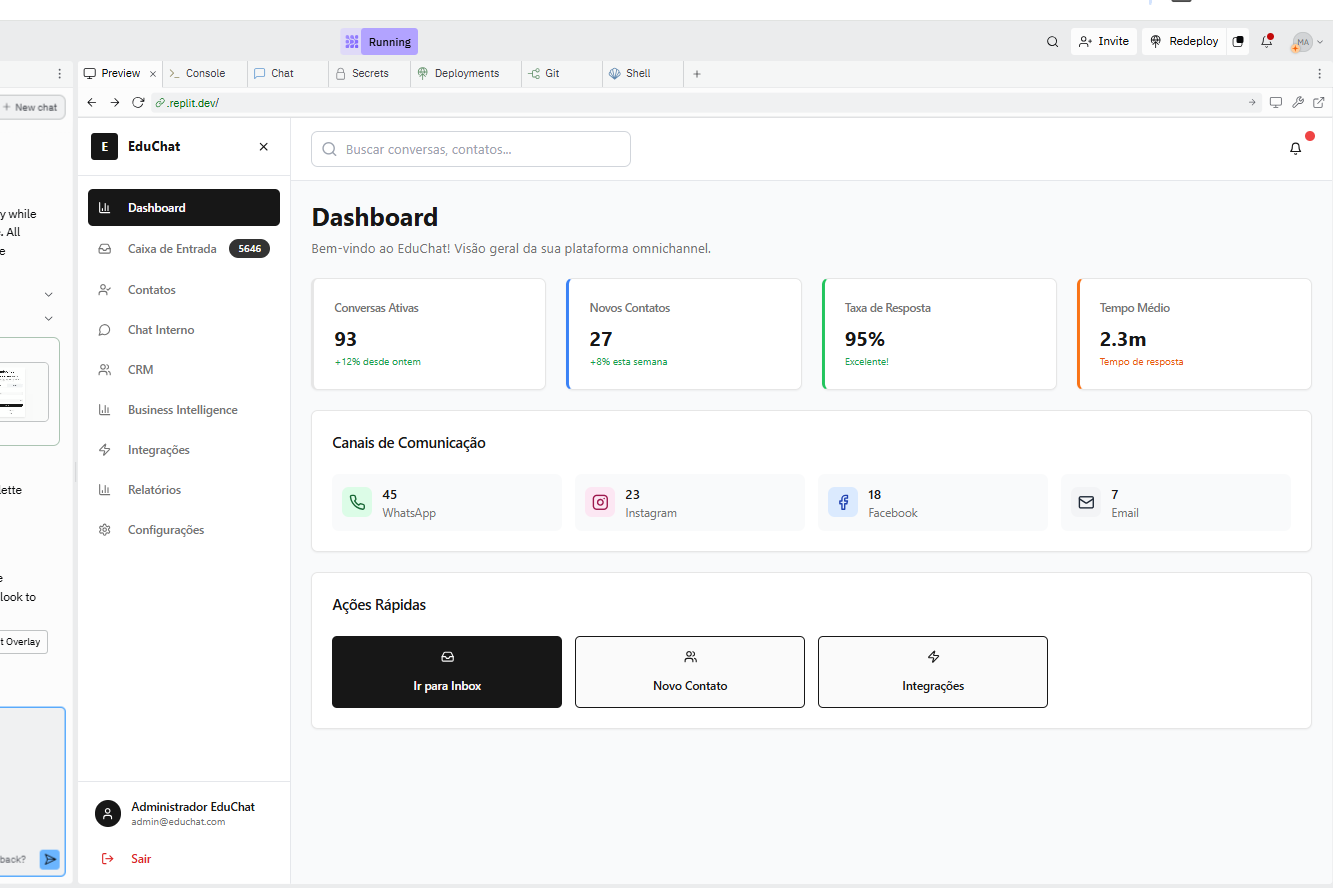 Running
Invite
Redeploy
MA
Preview
Console
Chat
Secrets
Deployments
Git
Shell
New chat
.replit.dev/
E
EduChat
Buscar conversas, contatos...
y while
. All
e
lette
e
look to
t Overlay
back?
Dashboard
Caixa de Entrada 5646
Contatos
Chat Interno
CRM
Business Intelligence
Integrações
Relatórios
Configurações
Administrador EduChat
admin@educhat.com
Sair
Dashboard
Bem-vindo ao EduChat! Visão geral da sua plataforma omnichannel.
Conversas Ativas
93
+12% desde ontem
Novos Contatos
27
+8% esta semana
Taxa de Resposta
95%
Excelente!
Tempo Médio
2.3m
Tempo de resposta
Canais de Comunicação
45
WhatsApp
23
Instagram
18
Facebook
7
Email
Ações Rápidas
Ir para Inbox
Novo Contato
Integrações